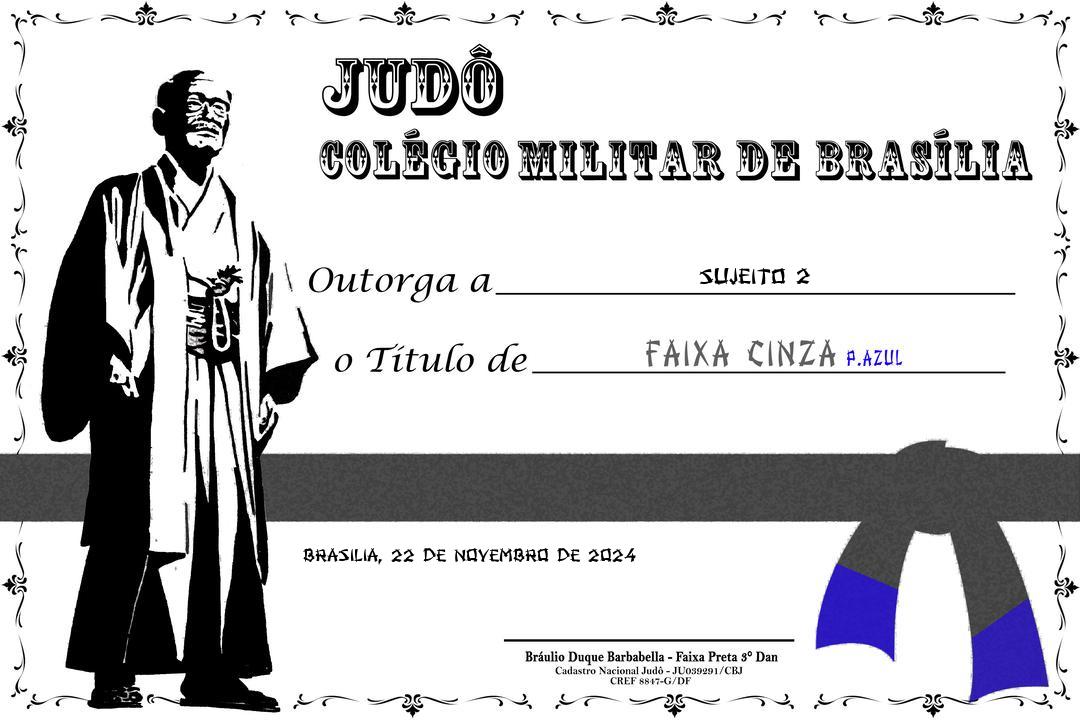 JUDÔ
COLÉGIO MILITAR DE BRASÍLIA
Outorga a SUJEITO 2
o Título de FAIXA CINZA P.AZUL
BRASILIA, 22 DE NOVEMBRO DE 2024
Bráulio Duque Barbabella - Faixa Preta 3º Dan
Cadastro Nacional Judô - JU039291/CBJ
CREF 8847-G/DF